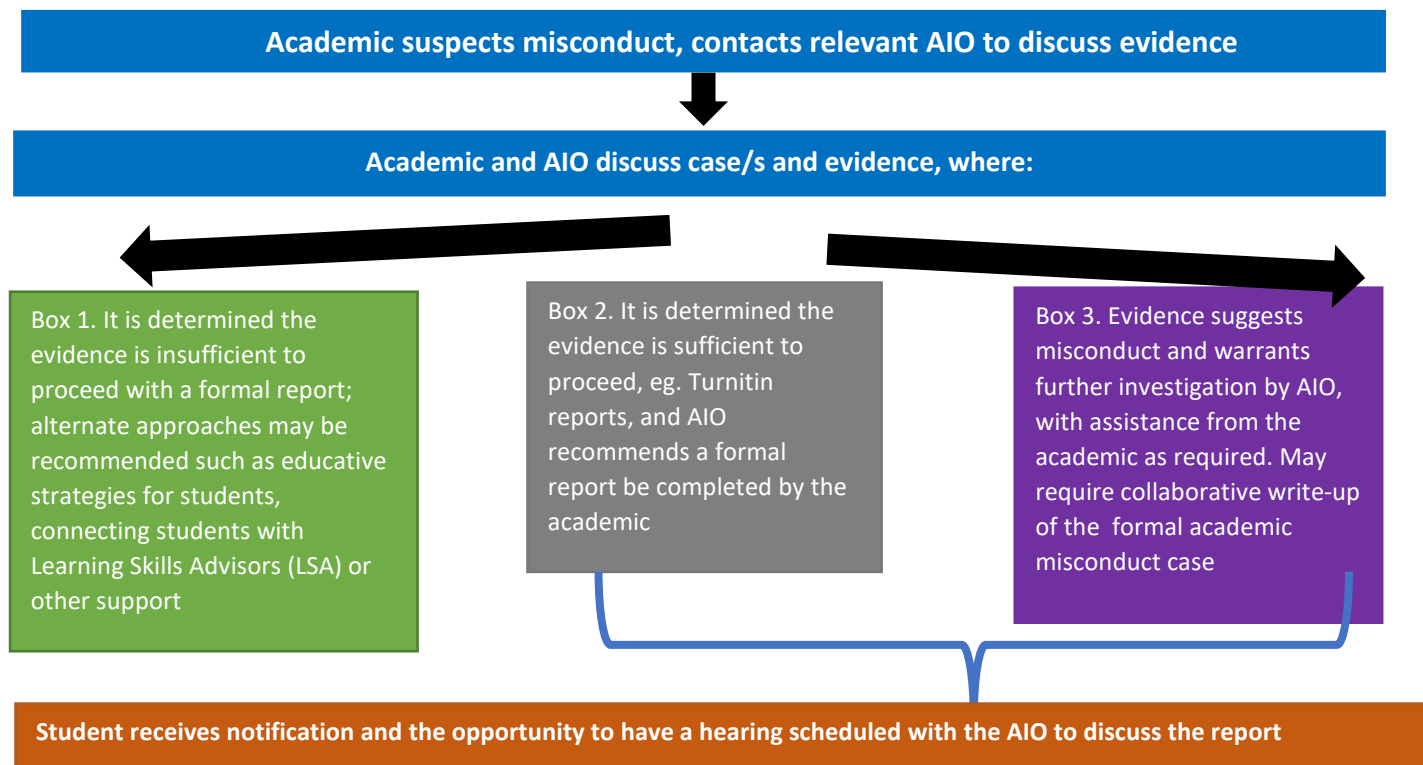 Academic suspects misconduct, contacts relevant AIO to discuss evidence
Academic and AIO discuss case/s and evidence, where:
Box 1. It is determined the
evidence is insufficient to
proceed with a formal report;
alternate approaches may be
recommended such as educative
strategies for students,
connecting students with
Learning Skills Advisors (LSA) or
other support
Box 2. It is determined the
evidence is sufficient to
proceed, eg. Turnitin
reports, and AIO
recommends a formal
report be completed by the
academic
Box 3. Evidence suggests
misconduct and warrants
further investigation by AIO,
with assistance from the
academic as required. May
require collaborative write-up
of the  formal academic
misconduct case
Student receives notification and the opportunity to have a hearing scheduled with the AIO to discuss the report